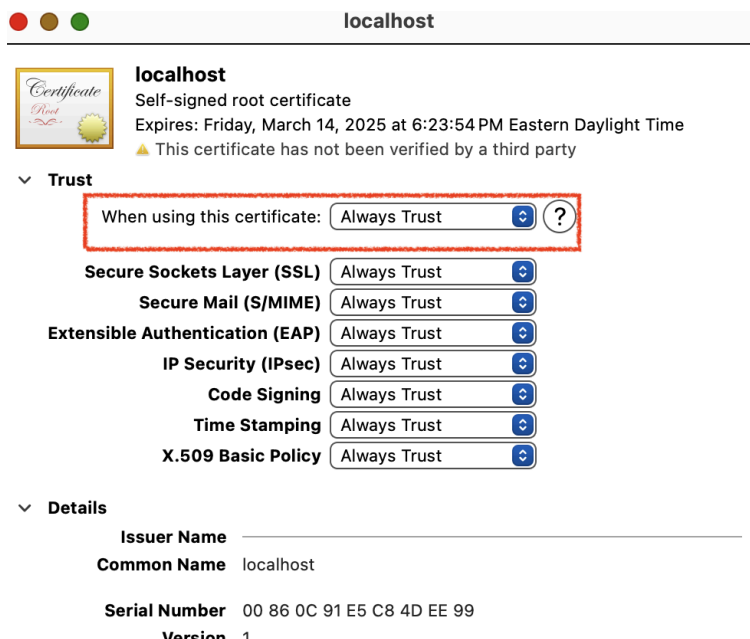 localhost
Certificate
Root
localhost
Self-signed root certificate
Expires: Friday, March 14, 2025 at 6:23:54 PM Eastern Daylight Time
This certificate has not been verified by a third party
Trust
When using this certificate: Always Trust ?
Secure Sockets Layer (SSL) Always Trust
Secure Mail (S/MIME) Always Trust
Extensible Authentication (EAP) Always Trust
IP Security (IPsec) Always Trust
Code Signing Always Trust
Time Stamping Always Trust
X.509 Basic Policy Always Trust
Details
Issuer Name
Common Name localhost
Serial Number 00 86 0C 91 E5 C8 4D EE 99
Version 1